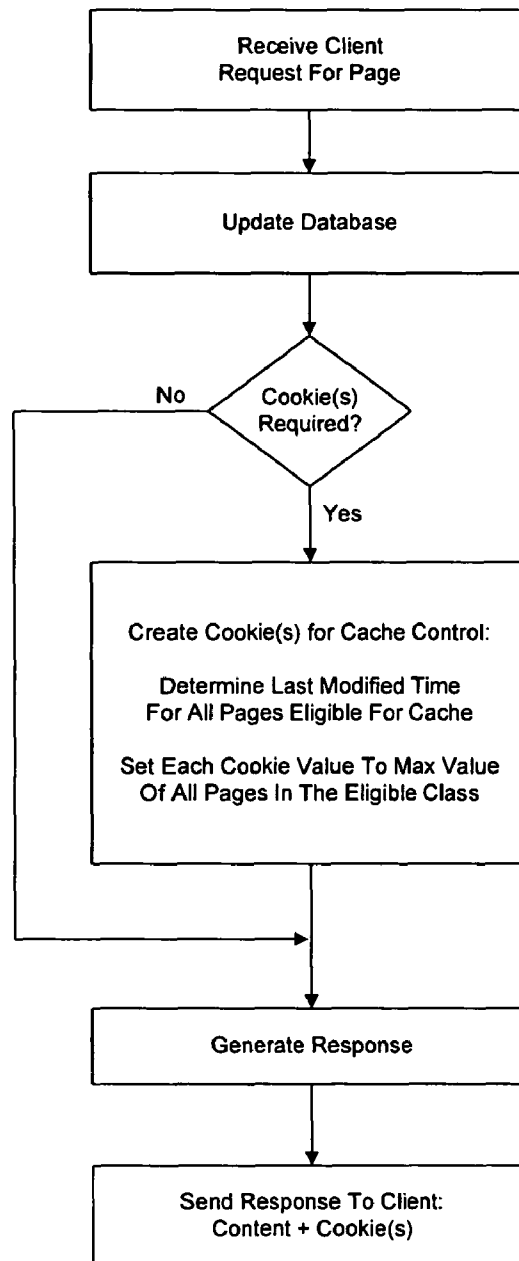 Receive Client
Request For Page
Update Database
Cookie(s)
Required?
No
Yes
Create Cookie(s) for Cache Control:
Determine Last Modified Time
For All Pages Eligible For Cache
Set Each Cookie Value To Max Value
Of All Pages In The Eligible Class
Generate Response
Send Response To Client:
Content + Cookie(s)